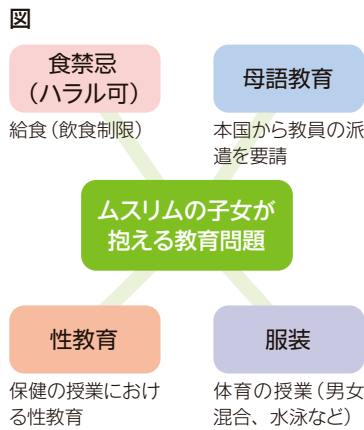 図
食禁忌
(ハラル可)
給食(飲食制限)
母語教育
本国から教員の派
遣を要請
ムスリムの子女が
抱える教育問題
性教育
保健の授業におけ
る性教育
服装
体育の授業(男女
混合、水泳など)